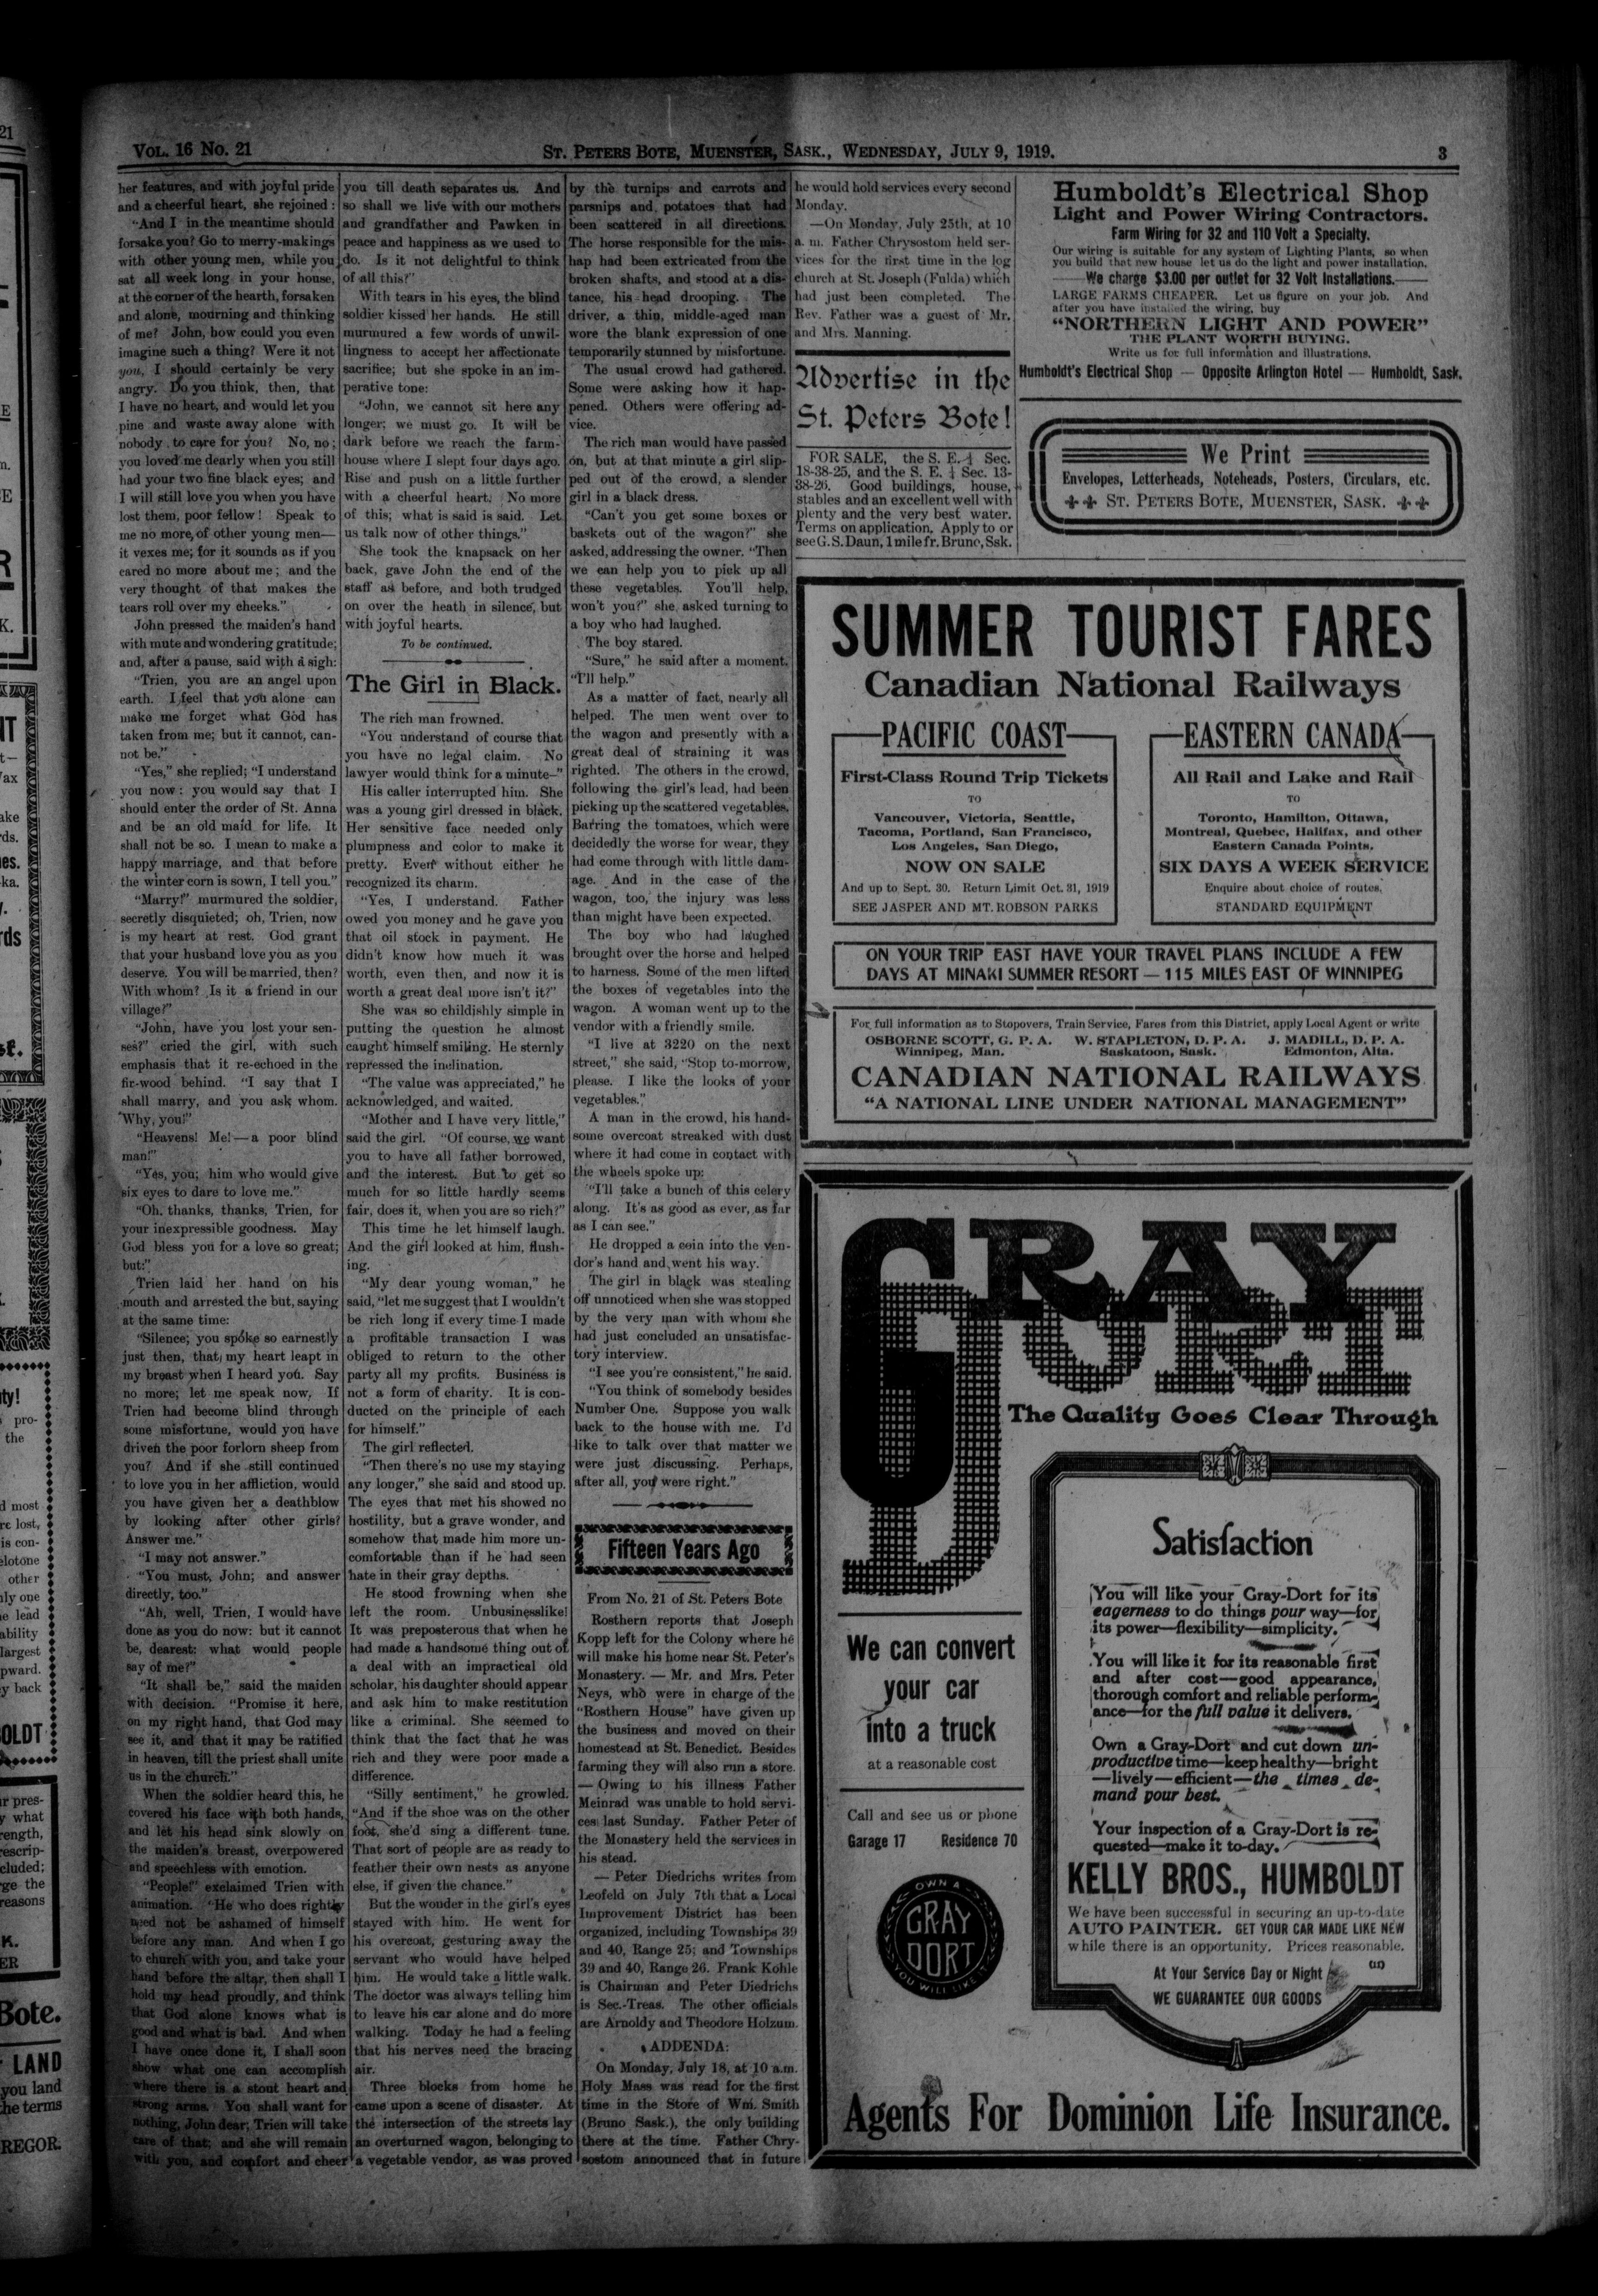 VOL. 16 No. 21
ST. PETERS BOTE, MUENSTER, SASK., WEDNESDAY, JULY 9, 1919.
3
her features, and with joyful pride
and a cheerful heart, she rejoined:
"And I in the meantime should
forsake you? Go to merry-makings
with other young men, while you
sat all week long in your house,
at the corner of the hearth, forsaken
and alone, mourning and thinking
of me? John, how could you even
imagine such a thing? Were it not
you, I should certainly be very
angry. Do you think, then, that
I have no heart, and would let you
pine and waste away alone with
nobody to care for you? No, no;
you loved me dearly when you still
had your two fine black eyes; and
I will still love you when you have
lost them, poor fellow! Speak to
me no more, of other young men—
it vexes me; for it sounds as if you
cared no more about me; and the
very thought of that makes the
tears roll over my cheeks."
John pressed the maiden's hand
with mute and wondering gratitude;
and, after a pause, said with a sigh:
"Trien, you are an angel upon
earth. I feel that you alone can
make me forget what God has
taken from me; but it cannot, can-
not be."
"Yes," she replied; "I understand
you now: you would say that I
should enter the order of St. Anna
and be an old maid for life. It
shall not be so. I mean to make a
happy marriage, and that before
the winter corn is sown, I tell you."
"Marry!" murmured the soldier,
secretly disquieted; oh, Trien, now
is my heart at rest. God grant
that your husband love you as you
deserve. You will be married, then?
With whom? Is it a friend in our
village?"
"John, have you lost your sen-
ses?" cried the girl, with such
emphasis that it re-echoed in the
fir-wood behind. "I say that I
shall marry, and you ask whom.
Why, you!"
"Heavens! Me!—a poor blind
man!"
"Yes, you; him who would give
six eyes to dare to love me."
"Oh, thanks, thanks, Trien, for
your inexpressible goodness. May
God bless you for a love so great;
but:"
Trien laid her hand on his
mouth and arrested the but, saying
at the same time:
"Silence; you spoke so earnestly
just then, that my heart leapt in
my breast when I heard you. Say
no more; let me speak now. If
Trien had become blind through
some misfortune, would you have
driven the poor forlorn sheep from
you? And if she still continued
to love you in her affliction, would
you have given her a deathblow
by looking after other girls?
Answer me."
"I may not answer."
"You must, John; and answer
directly, too."
"Ah, well, Trien, I would have
done as you do now: but it cannot
be, dearest: what would people
say of me?"
"It shall be," said the maiden
with decision. "Promise it here,
on my right hand, that God may
see it, and that it may be ratified
in heaven, till the priest shall unite
us in the church."
When the soldier heard this, he
covered his face with both hands,
and let his head sink slowly on
the maiden's breast, overpowered
and speechless with emotion.
"People!" exclaimed Trien with
animation. "He who does rightly
need not be ashamed of himself
before any man. And when I go
to church with you, and take your
hand before the altar, then shall I
hold my head proudly, and think
that God alone knows what is
good and what is bad. And when
I have once done it, I shall soon
show what one can accomplish
where there is a stout heart and
strong arms. You shall want for
nothing, John dear; Trien will take
care of that; and she will remain
with you, and comfort and cheer
you till death separates us. And
so shall we live with our mothers
and grandfather and Pawken in
peace and happiness as we used to
do. Is it not delightful to think
of all this?"
With tears in his eyes, the blind
soldier kissed her hands. He still
murmured a few words of unwil-
lingness to accept her affectionate
sacrifice; but she spoke in an im-
perative tone:
"John, we cannot sit here any
longer; we must go. It will be
dark before we reach the farm-
house where I slept four days ago.
Rise and push on a little further
with a cheerful heart. No more
of this; what is said is said. Let
us talk now of other things."
She took the knapsack on her
back, gave John the end of the
staff as before, and both trudged
on over the heath in silence, but
with joyful hearts.
To be continued.
The Girl in Black.
The rich man frowned.
"You understand of course that
you have no legal claim. No
lawyer would think for a minute—"
His caller interrupted him. She
was a young girl dressed in black.
Her sensitive face needed only
plumpness and color to make it
pretty. Even without either he
recognized its charm.
"Yes, I understand. Father
owed you money and he gave you
that oil stock in payment. He
didn't know how much it was
worth, even then, and now it is
worth a great deal more isn't it?"
She was so childishly simple in
putting the question he almost
caught himself smiling. He sternly
repressed the inclination.
"The value was appreciated," he
acknowledged, and waited.
"Mother and I have very little,"
said the girl. "Of course, we want
you to have all father borrowed,
and the interest. But to get so
much for so little hardly seems
fair, does it, when you are so rich?"
This time he let himself laugh.
And the girl looked at him, flush-
ing.
"My dear young woman," he
said, "let me suggest that I wouldn't
be rich long if every time I made
a profitable transaction I was
obliged to return to the other
party all my profits. Business is
not a form of charity. It is con-
ducted on the principle of each
for himself."
The girl reflected.
"Then there's no use my staying
any longer," she said and stood up.
The eyes that met his showed no
hostility, but a grave wonder, and
somehow that made him more un-
comfortable than if he had seen
hate in their gray depths.
He stood frowning when she
left the room. Unbusinesslike!
It was preposterous that when he
had made a handsome thing out of
a deal with an impractical old
scholar, his daughter should appear
and ask him to make restitution
like a criminal. She seemed to
think that the fact that he was
rich and they were poor made a
difference.
"Silly sentiment," he growled.
"And if the shoe was on the other
foot, she'd sing a different tune.
That sort of people are as ready to
feather their own nests as anyone
else, if given the chance."
But the wonder in the girl's eyes
stayed with him. He went for
his overcoat, gesturing away the
servant who would have helped
him. He would take a little walk.
The doctor was always telling him
to leave his car alone and do more
walking. Today he had a feeling
that his nerves need the bracing
air.
Three blocks from home he
came upon a scene of disaster. At
the intersection of the streets lay
an overturned wagon, belonging to
a vegetable vendor, as was proved
by the turnips and carrots and
parsnips and potatoes that had
been scattered in all directions.
The horse responsible for the mis-
hap had been extricated from the
broken shafts, and stood at a dis-
tance, his head drooping. The
driver, a thin, middle-aged man
wore the blank expression of one
temporarily stunned by misfortune.
The usual crowd had gathered.
Some were asking how it hap-
pened. Others were offering ad-
vice.
The rich man would have passed
on, but at that minute a girl slip-
ped out of the crowd, a slender
girl in a black dress.
"Can't you get some boxes or
baskets out of the wagon?" she
asked, addressing the owner. "Then
we can help you to pick up all
these vegetables. You'll help,
won't you?" she asked turning to
a boy who had laughed.
The boy stared.
"Sure," he said after a moment.
"I'll help."
As a matter of fact, nearly all
helped. The men went over to
the wagon and presently with a
great deal of straining it was
righted. The others in the crowd,
following the girl's lead, had been
picking up the scattered vegetables.
Barring the tomatoes, which were
decidedly the worse for wear, they
had come through with little dam-
age. And in the case of the
wagon, too, the injury was less
than might have been expected.
The boy who had laughed
brought over the horse and helped
to harness. Some of the men lifted
the boxes of vegetables into the
wagon. A woman went up to the
vendor with a friendly smile.
"I live at 3220 on the next
street," she said, "Stop to-morrow,
please. I like the looks of your
vegetables."
A man in the crowd, his hand-
some overcoat streaked with dust
where it had come in contact with
the wheels spoke up:
"I'll take a bunch of this celery
along. It's as good as ever, as far
as I can see."
He dropped a coin into the ven-
dor's hand and went his way.
The girl in black was stealing
off unnoticed when she was stopped
by the very man with whom she
had just concluded an unsatisfac-
tory interview.
"I see you're consistent," he said.
"You think of somebody besides
Number One. Suppose you walk
back to the house with me. I'd
like to talk over that matter we
were just discussing. Perhaps,
after all, you were right."
Fifteen Years Ago
From No. 21 of St. Peters Bote
Rosthern reports that Joseph
Kopp left for the Colony where he
will make his home near St. Peter's
Monastery. — Mr. and Mrs. Peter
Neys, who were in charge of the
"Rosthern House" have given up
the business and moved on their
homestead at St. Benedict. Besides
farming they will also run a store.
— Owing to his illness Father
Meinrad was unable to hold servi-
ces last Sunday. Father Peter of
the Monastery held the services in
his stead.
— Peter Diedrichs writes from
Leofeld on July 7th that a Local
Improvement District has been
organized, including Townships 39
and 40, Range 25; and Townships
39 and 40, Range 26. Frank Kohle
is Chairman and Peter Diedrichs
is Sec.-Treas. The other officials
are Arnoldy and Theodore Holzum.
ADDENDA:
On Monday, July 18, at 10 a.m.
Holy Mass was read for the first
time in the Store of Wm. Smith
(Bruno Sask.), the only building
there at the time. Father Chry-
sostom announced that in future
he would hold services every second
Monday.
—On Monday, July 25th, at 10
a. m. Father Chrysostom held ser-
vices for the first time in the log
church at St. Joseph (Fulda) which
had just been completed. The
Rev. Father was a guest of Mr.
and Mrs. Manning.
Advertise in the
St. Peters Bote!
FOR SALE, the S. E. ¼ Sec.
18-38-25, and the S. E. ¼ Sec. 13-
38-26. Good buildings, house,
stables and an excellent well with
plenty and the very best water.
Terms on application. Apply to or
see G. S. Daun, 1 mile fr. Bruno, Ssk.
Humboldt's Electrical Shop
Light and Power Wiring Contractors.
Farm Wiring for 32 and 110 Volt a Specialty.
Our wiring is suitable for any system of Lighting Plants, so when
you build that new house let us do the light and power installation.
We charge $3.00 per outlet for 32 Volt Installations.
LARGE FARMS CHEAPER. Let us figure on your job. And
after you have installed the wiring, buy
"NORTHERN LIGHT AND POWER"
THE PLANT WORTH BUYING.
Write us for full information and illustrations.
Humboldt's Electrical Shop — Opposite Arlington Hotel — Humboldt, Sask.
We Print
Envelopes, Letterheads, Noteheads, Posters, Circulars, etc.
ST. PETERS BOTE, MUENSTER, SASK.
SUMMER TOURIST FARES
Canadian National Railways
PACIFIC COAST
First-Class Round Trip Tickets
TO
Vancouver, Victoria, Seattle,
Tacoma, Portland, San Francisco,
Los Angeles, San Diego,
NOW ON SALE
And up to Sept. 30. Return Limit Oct. 31, 1919
SEE JASPER AND MT. ROBSON PARKS
EASTERN CANADA
All Rail and Lake and Rail
TO
Toronto, Hamilton, Ottawa,
Montreal, Quebec, Halifax, and other
Eastern Canada Points.
SIX DAYS A WEEK SERVICE
Enquire about choice of routes.
STANDARD EQUIPMENT
ON YOUR TRIP EAST HAVE YOUR TRAVEL PLANS INCLUDE A FEW
DAYS AT MINAKI SUMMER RESORT — 115 MILES EAST OF WINNIPEG
For full information as to Stopovers, Train Service, Fares from this District, apply Local Agent or write
OSBORNE SCOTT, G. P. A. W. STAPLETON, D. P. A. J. MADILL, D. P. A.
Winnipeg, Man. Saskatoon, Sask. Edmonton, Alta.
CANADIAN NATIONAL RAILWAYS
"A NATIONAL LINE UNDER NATIONAL MANAGEMENT"
GRAY
DORT
The Quality Goes Clear Through
We can convert
your car
into a truck
at a reasonable cost
Call and see us or phone
Garage 17 Residence 70
OWN A
GRAY
DORT
YOU WILL LIKE IT
Satisfaction
You will like your Gray-Dort for its
eagerness to do things your way—for
its power—flexibility—simplicity.
You will like it for its reasonable first
and after cost—good appearance,
thorough comfort and reliable perform-
ance—for the full value it delivers.
Own a Gray-Dort and cut down un-
productive time—keep healthy—bright
—lively—efficient—the times de-
mand your best.
Your inspection of a Gray-Dort is re-
quested—make it to-day.
KELLY BROS., HUMBOLDT
We have been successful in securing an up-to-date
AUTO PAINTER. GET YOUR CAR MADE LIKE NEW
while there is an opportunity. Prices reasonable.
At Your Service Day or Night
WE GUARANTEE OUR GOODS
Agents For Dominion Life Insurance.